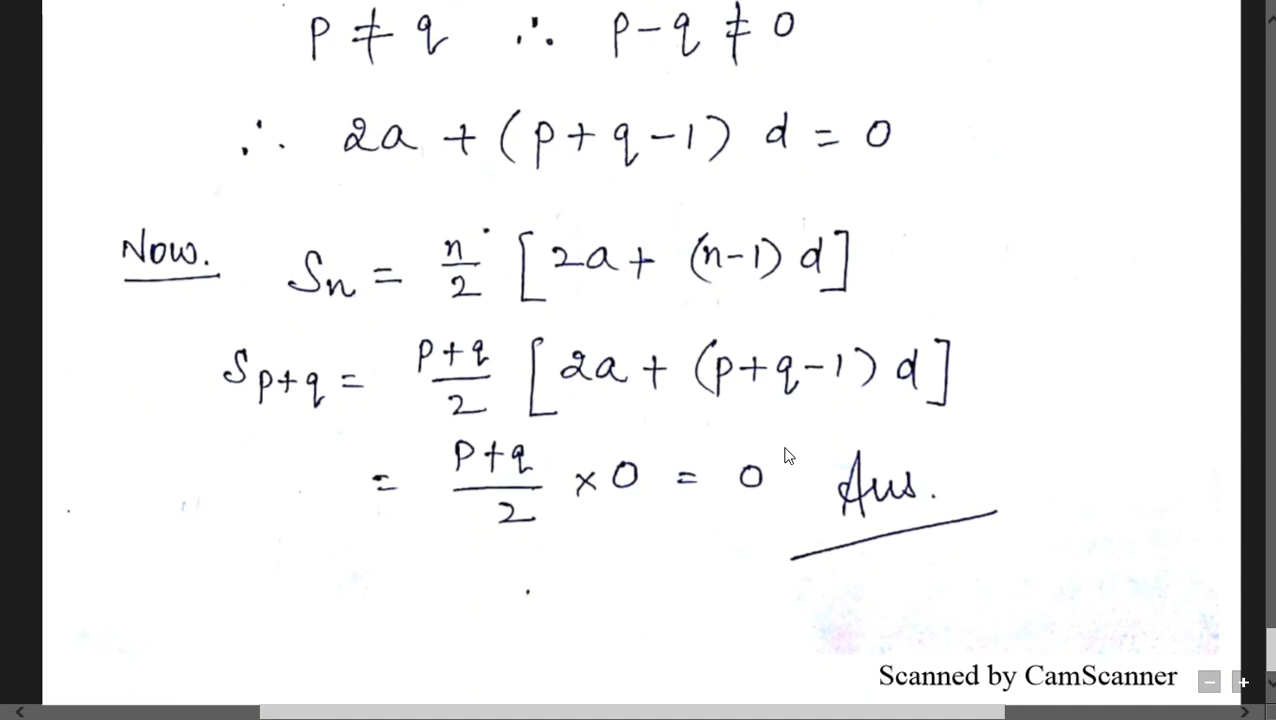 p ≠ q ∴ p-q ≠ 0
∴ 2a + (p+q-1) d = 0
Now. Sn = n/2 [2a + (n-1) d]
Sp+q = p+q/2 [2a + (p+q-1) d]
= p+q/2 × 0 = 0 Ans.
Scanned by CamScanner